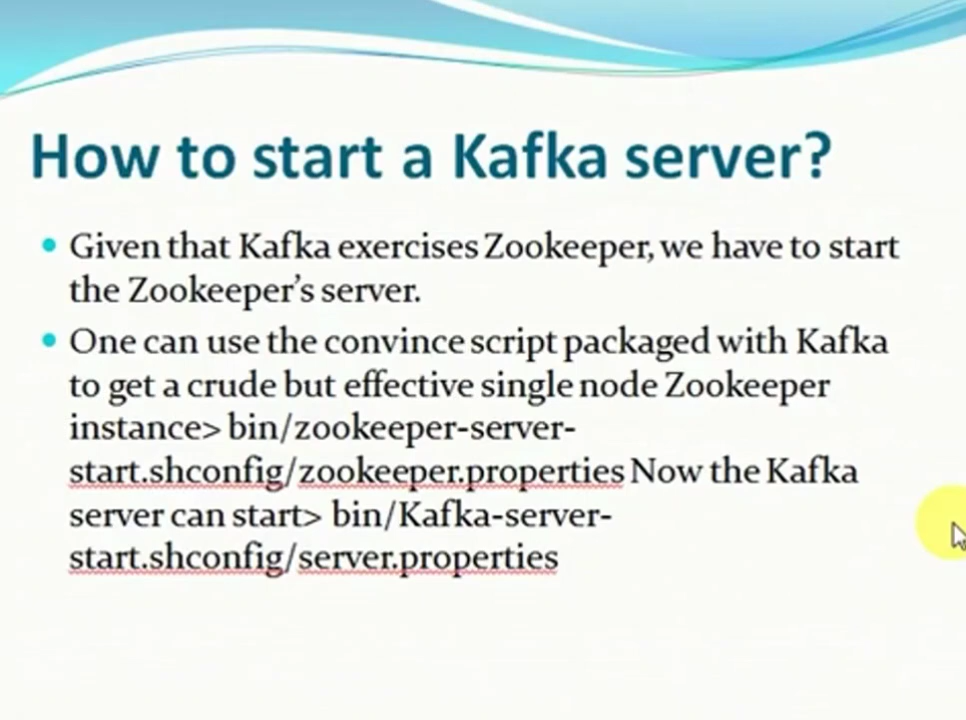 How to start a Kafka server?
Given that Kafka exercises Zookeeper, we have to start
the Zookeeper's server.
One can use the convince script packaged with Kafka
to get a crude but effective single node Zookeeper
instance> bin/zookeeper-server-
start.shconfig/zookeeper.properties Now the Kafka
server can start> bin/Kafka-server-
start.shconfig/server.properties